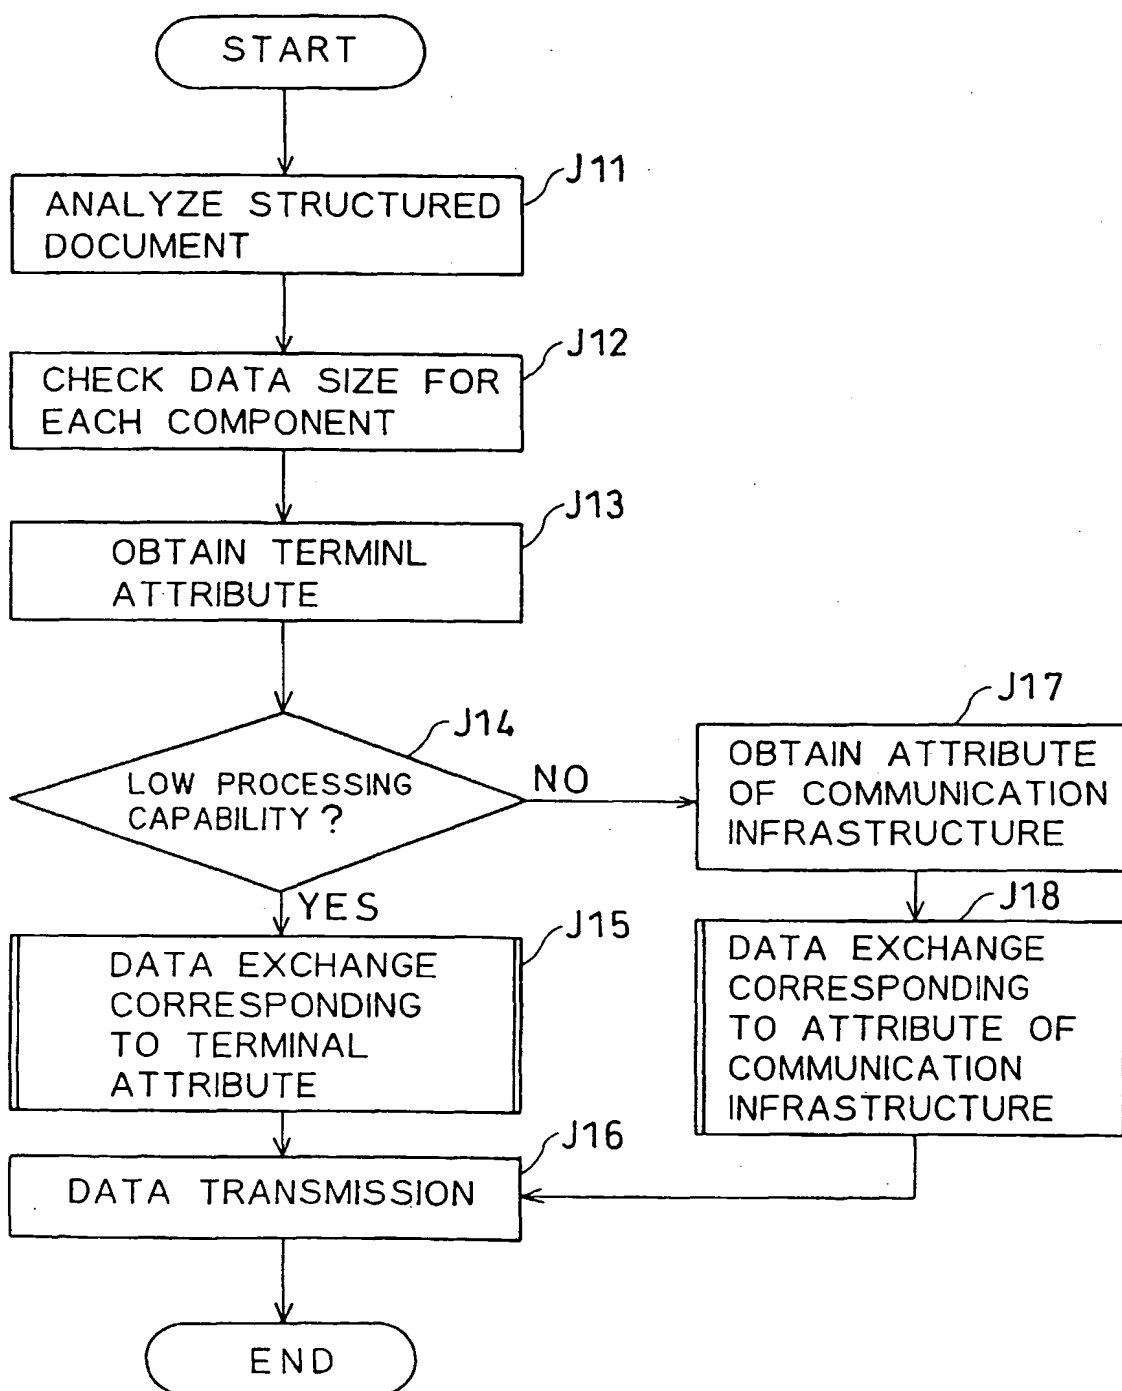 START
J11
ANALYZE STRUCTURED
DOCUMENT
J12
CHECK DATA SIZE FOR
EACH COMPONENT
J13
OBTAIN TERMINL
ATTRIBUTE
J14
LOW PROCESSING
CAPABILITY?
NO
YES
J17
OBTAIN ATTRIBUTE
OF COMMUNICATION
INFRASTRUCTURE
J15
DATA EXCHANGE
CORRESPONDING
TO TERMINAL
ATTRIBUTE
J18
DATA EXCHANGE
CORRESPONDING
TO ATTRIBUTE OF
COMMUNICATION
INFRASTRUCTURE
J16
DATA TRANSMISSION
END